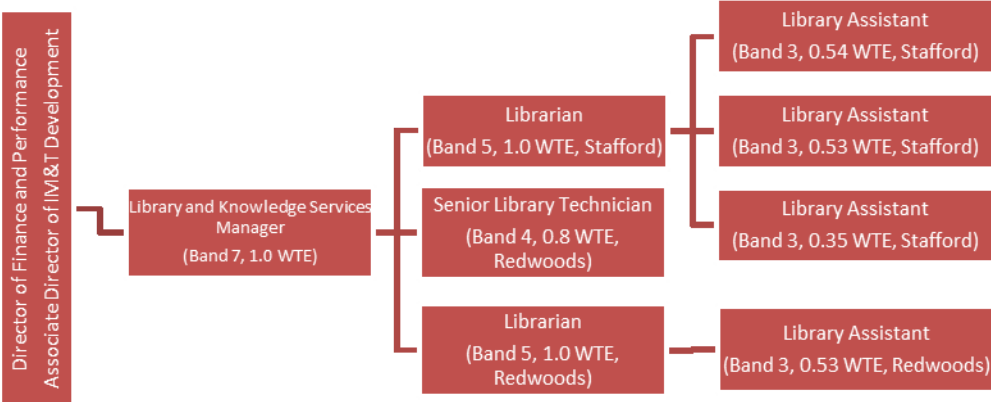 Director of Finance and Performance
Associate Director of IM&T Development
Library and Knowledge Services
Manager
(Band 7, 1.0 WTE)
Librarian
(Band 5, 1.0 WTE, Stafford)
Senior Library Technician
(Band 4, 0.8 WTE,
Redwoods)
Librarian
(Band 5, 1.0 WTE,
Redwoods)
Library Assistant
(Band 3, 0.54 WTE, Stafford)
Library Assistant
(Band 3, 0.53 WTE, Stafford)
Library Assistant
(Band 3, 0.35 WTE, Stafford)
Library Assistant
(Band 3, 0.53 WTE, Redwoods)